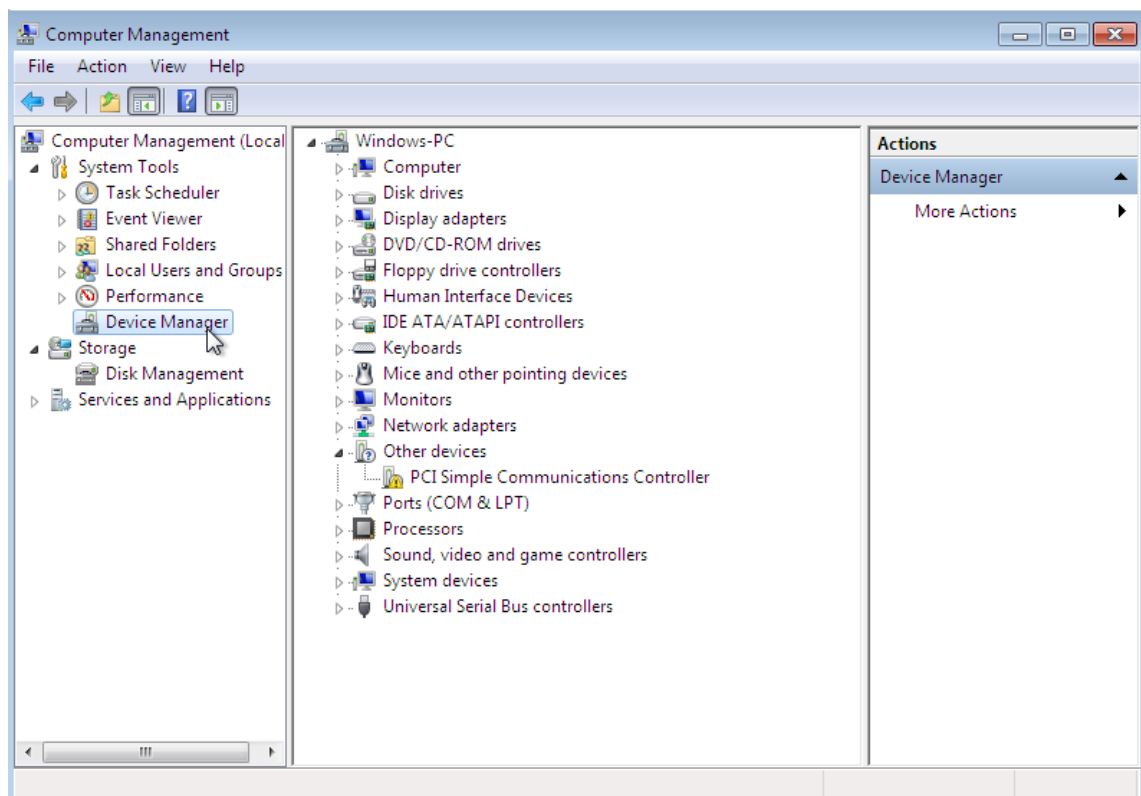 Computer Management
File Action View Help
Computer Management (Local
System Tools
Task Scheduler
Event Viewer
Shared Folders
Local Users and Groups
Performance
Device Manager
Storage
Disk Management
Services and Applications
Windows-PC
Computer
Disk drives
Display adapters
DVD/CD-ROM drives
Floppy drive controllers
Human Interface Devices
IDE ATA/ATAPI controllers
Keyboards
Mice and other pointing devices
Monitors
Network adapters
Other devices
PCI Simple Communications Controller
Ports (COM & LPT)
Processors
Sound, video and game controllers
System devices
Universal Serial Bus controllers
Actions
Device Manager
More Actions